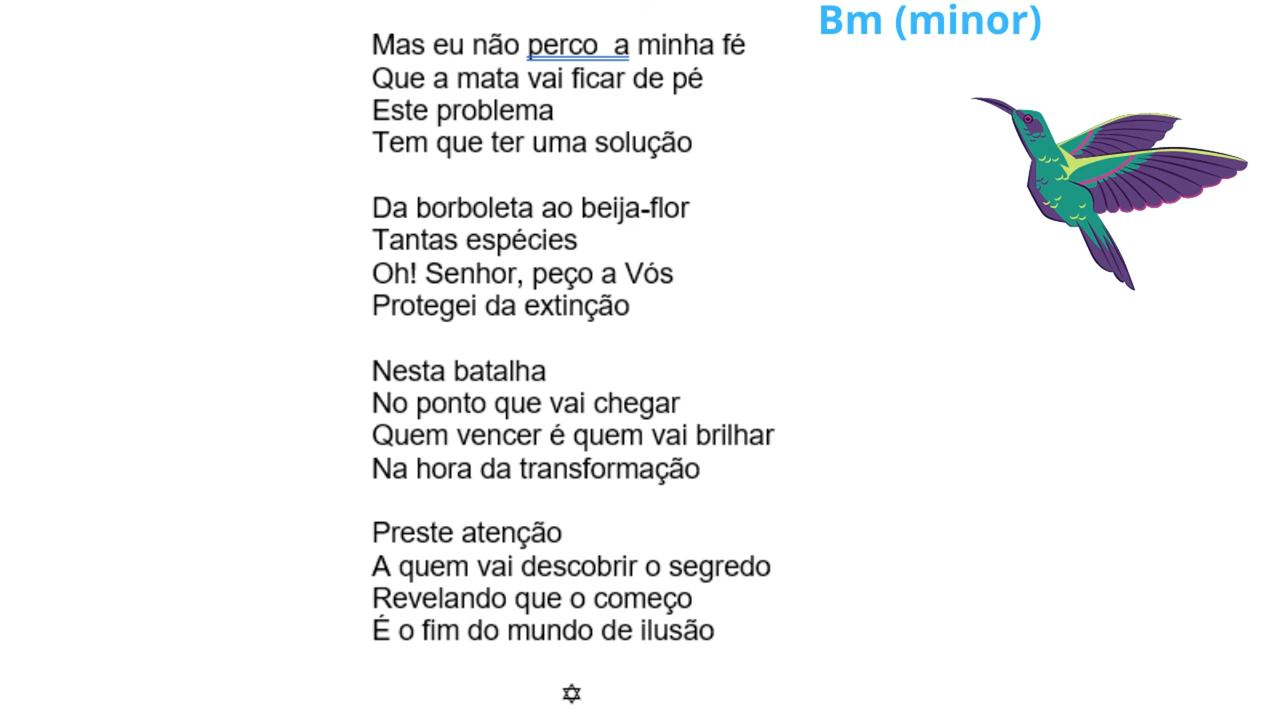 Bm (minor)
Mas eu não perco  a minha fé
Que a mata vai ficar de pé
Este problema
Tem que ter uma solução
Da borboleta ao beija-flor
Tantas espécies
Oh! Senhor, peço a Vós
Protegei da extinção
Nesta batalha
No ponto que vai chegar
Quem vencer é quem vai brilhar
Na hora da transformação
Preste atenção
A quem vai descobrir o segredo
Revelando que o começo
É o fim do mundo de ilusão
✡